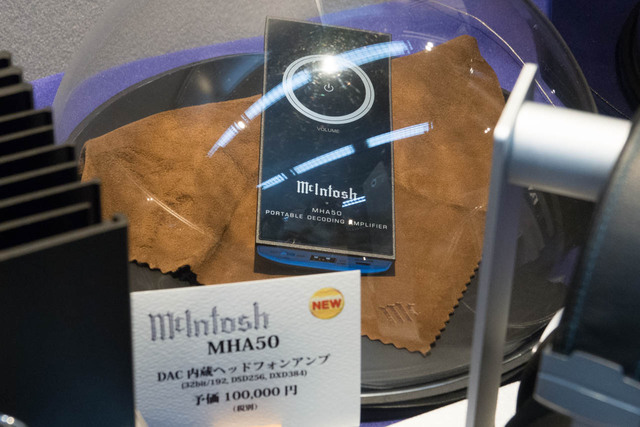 VOLUME
McIntosh
MHA50
PORTABLE DECODING AMPLIFIER
NEW
McIntosh
MHA50
DAC 内蔵ヘッドフォンアンプ
(32bit/192, DSD256, DXD384)
予価 100,000 円
(税別)